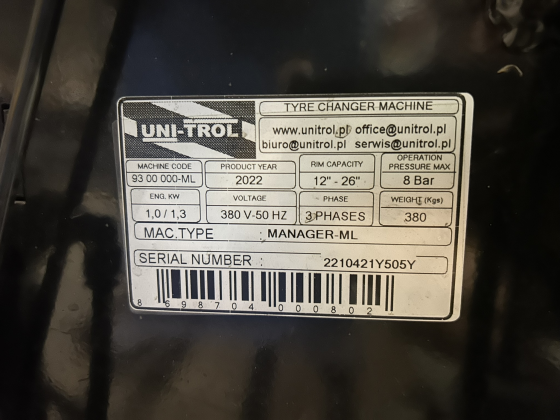 UNI-TROL
TYRE CHANGER MACHINE
www.unitrol.pl office@unitrol.pl
biuro@unitrol.pl serwis@unitrol.pl
MACHINE CODE PRODUCT YEAR RIM CAPACITY OPERATION PRESSURE MAX
93 00 000-ML 2022 12" - 26" 8 Bar
ENG. KW VOLTAGE PHASE WEIGHT (Kgs)
1,0 / 1,3 380 V-50 HZ 3 PHASES 380
MAC.TYPE : MANAGER-ML
SERIAL NUMBER : 2210421Y505Y
8 698704 000802